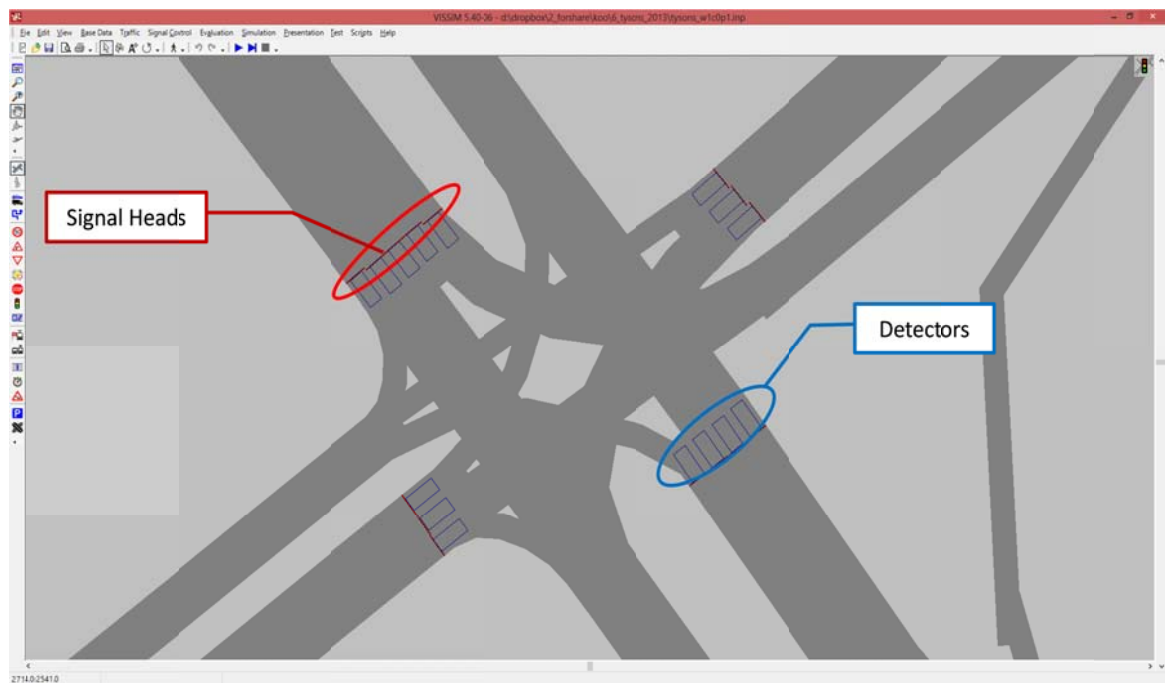 VISSIM 5.40-36 - d:\dropbox\2_forshare\koo\6_tysons_2013\tysons_w1c0p1.inp
File Edit View Base Data Traffic Signal Control Evaluation Simulation Presentation Test Scripts Help
Signal Heads
Detectors
2714.0:2541.0